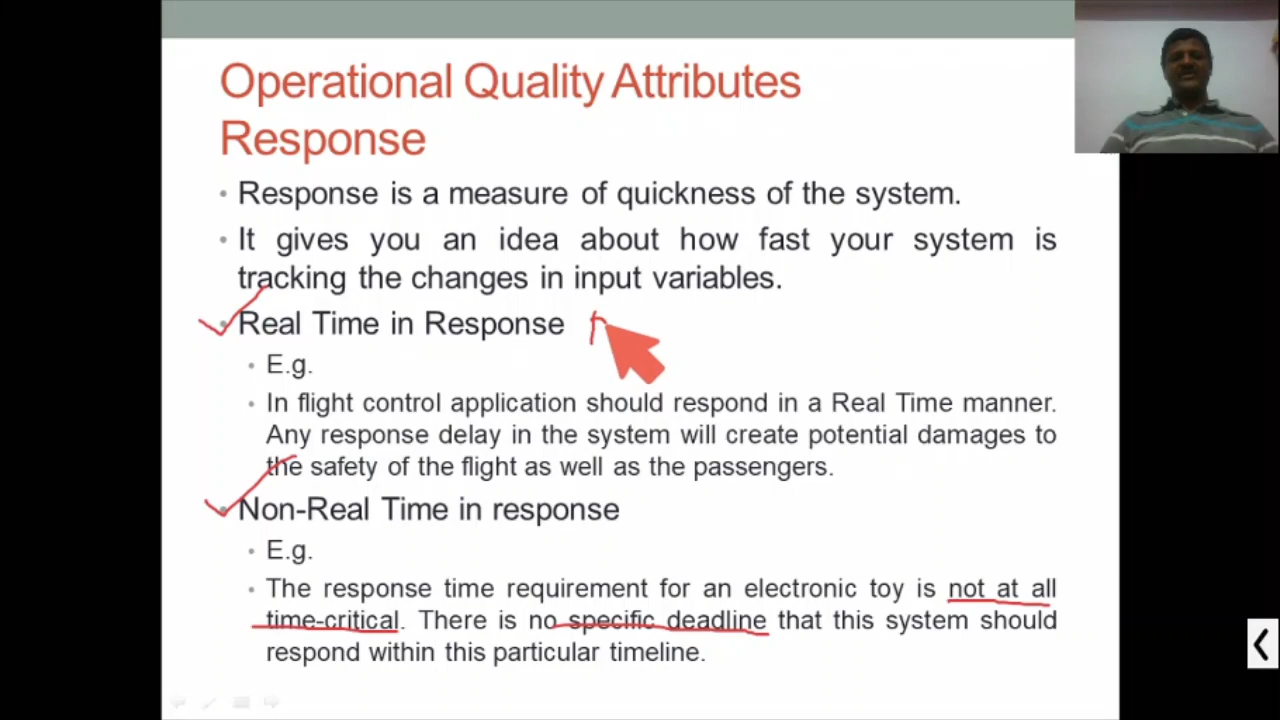 Operational Quality Attributes
Response
• Response is a measure of quickness of the system.
• It gives you an idea about how fast your system is
tracking the changes in input variables.
• Real Time in Response
• E.g.
• In flight control application should respond in a Real Time manner.
Any response delay in the system will create potential damages to
the safety of the flight as well as the passengers.
• Non-Real Time in response
• E.g.
• The response time requirement for an electronic toy is not at all
time-critical. There is no specific deadline that this system should
respond within this particular timeline.